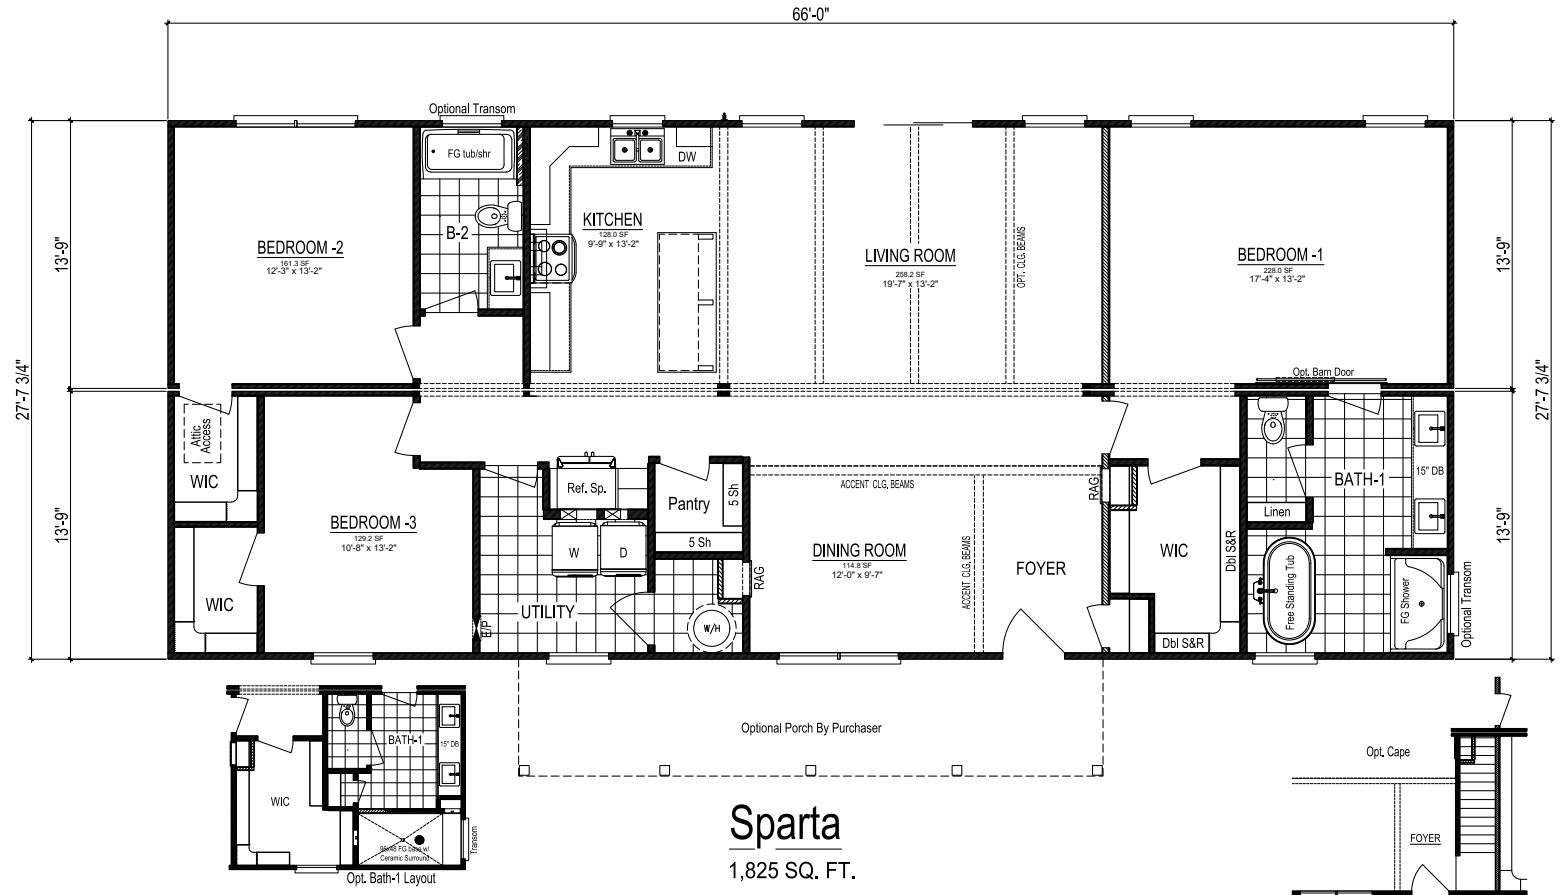 66'-0"
Optional Transom
FG tub/shr
DW
KITCHEN
128.0 SF
9'-9" x 13'-2"
B-2
BEDROOM -2
161.3 SF
12'-3" x 13'-2"
LIVING ROOM
258.2 SF
19'-7" x 13'-2"
OPT. CLG. BEAMS
BEDROOM -1
228.0 SF
17'-4" x 13'-2"
13'-9"
13'-9"
27'-7 3/4"
27'-7 3/4"
Opt. Barn Door
Attic
Access
WIC
Ref. Sp.
Pantry
5 Sh
5 Sh
ACCENT CLG, BEAMS
RAG
BATH-1
15" DB
Linen
BEDROOM -3
129.2 SF
10'-8" x 13'-2"
13'-9"
13'-9"
W
D
DINING ROOM
114.8 SF
12'-0" x 9'-7"
ACCENT CLG, BEAMS
FOYER
WIC
Dbl S&R
RAG
WIC
UTILITY
E/P
W/H
Free Standing Tub
FG Shower
Optional Transom
Dbl S&R
Optional Porch By Purchaser
BATH-1
15" DB
WIC
96x48 FG base w/
Ceramic Surround
Transom
Opt. Bath-1 Layout
Opt. Cape
FOYER
Sparta
1,825 SQ. FT.